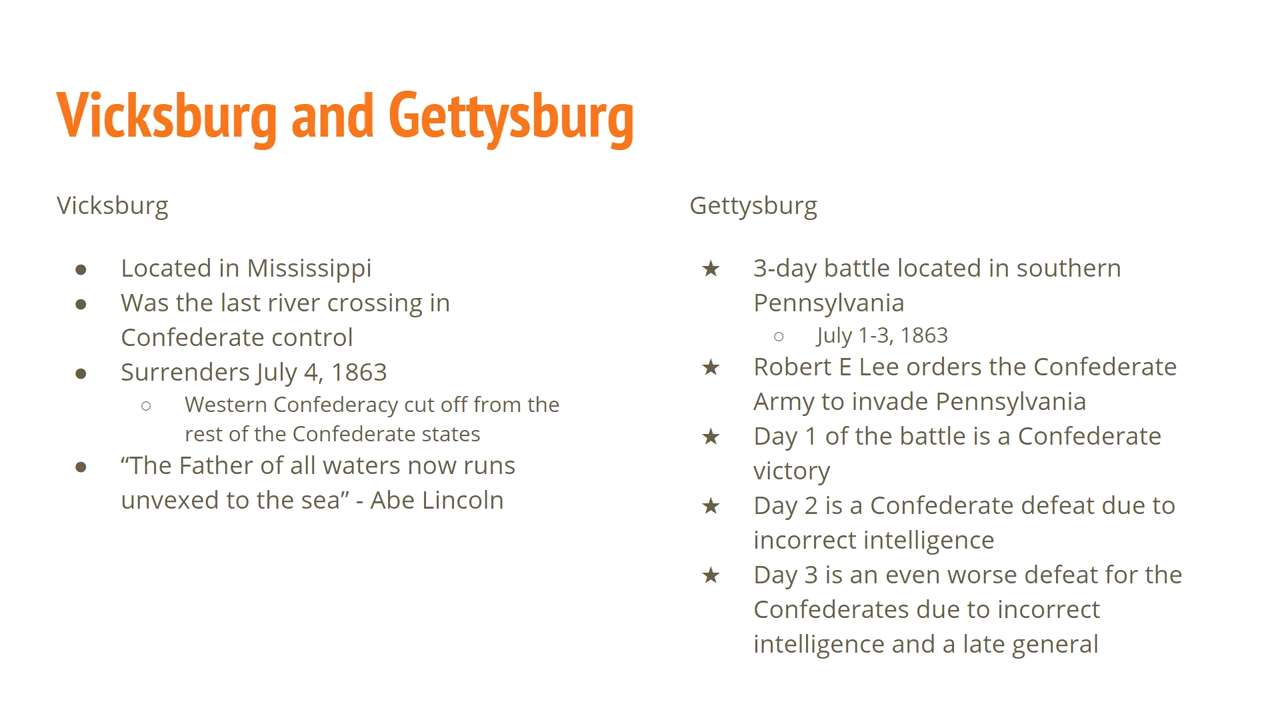 Vicksburg and Gettysburg
Vicksburg
● Located in Mississippi
● Was the last river crossing in
Confederate control
● Surrenders July 4, 1863
○ Western Confederacy cut off from the
rest of the Confederate states
● “The Father of all waters now runs
unvexed to the sea” - Abe Lincoln
Gettysburg
★ 3-day battle located in southern
Pennsylvania
○ July 1-3, 1863
★ Robert E Lee orders the Confederate
Army to invade Pennsylvania
★ Day 1 of the battle is a Confederate
victory
★ Day 2 is a Confederate defeat due to
incorrect intelligence
★ Day 3 is an even worse defeat for the
Confederates due to incorrect
intelligence and a late general